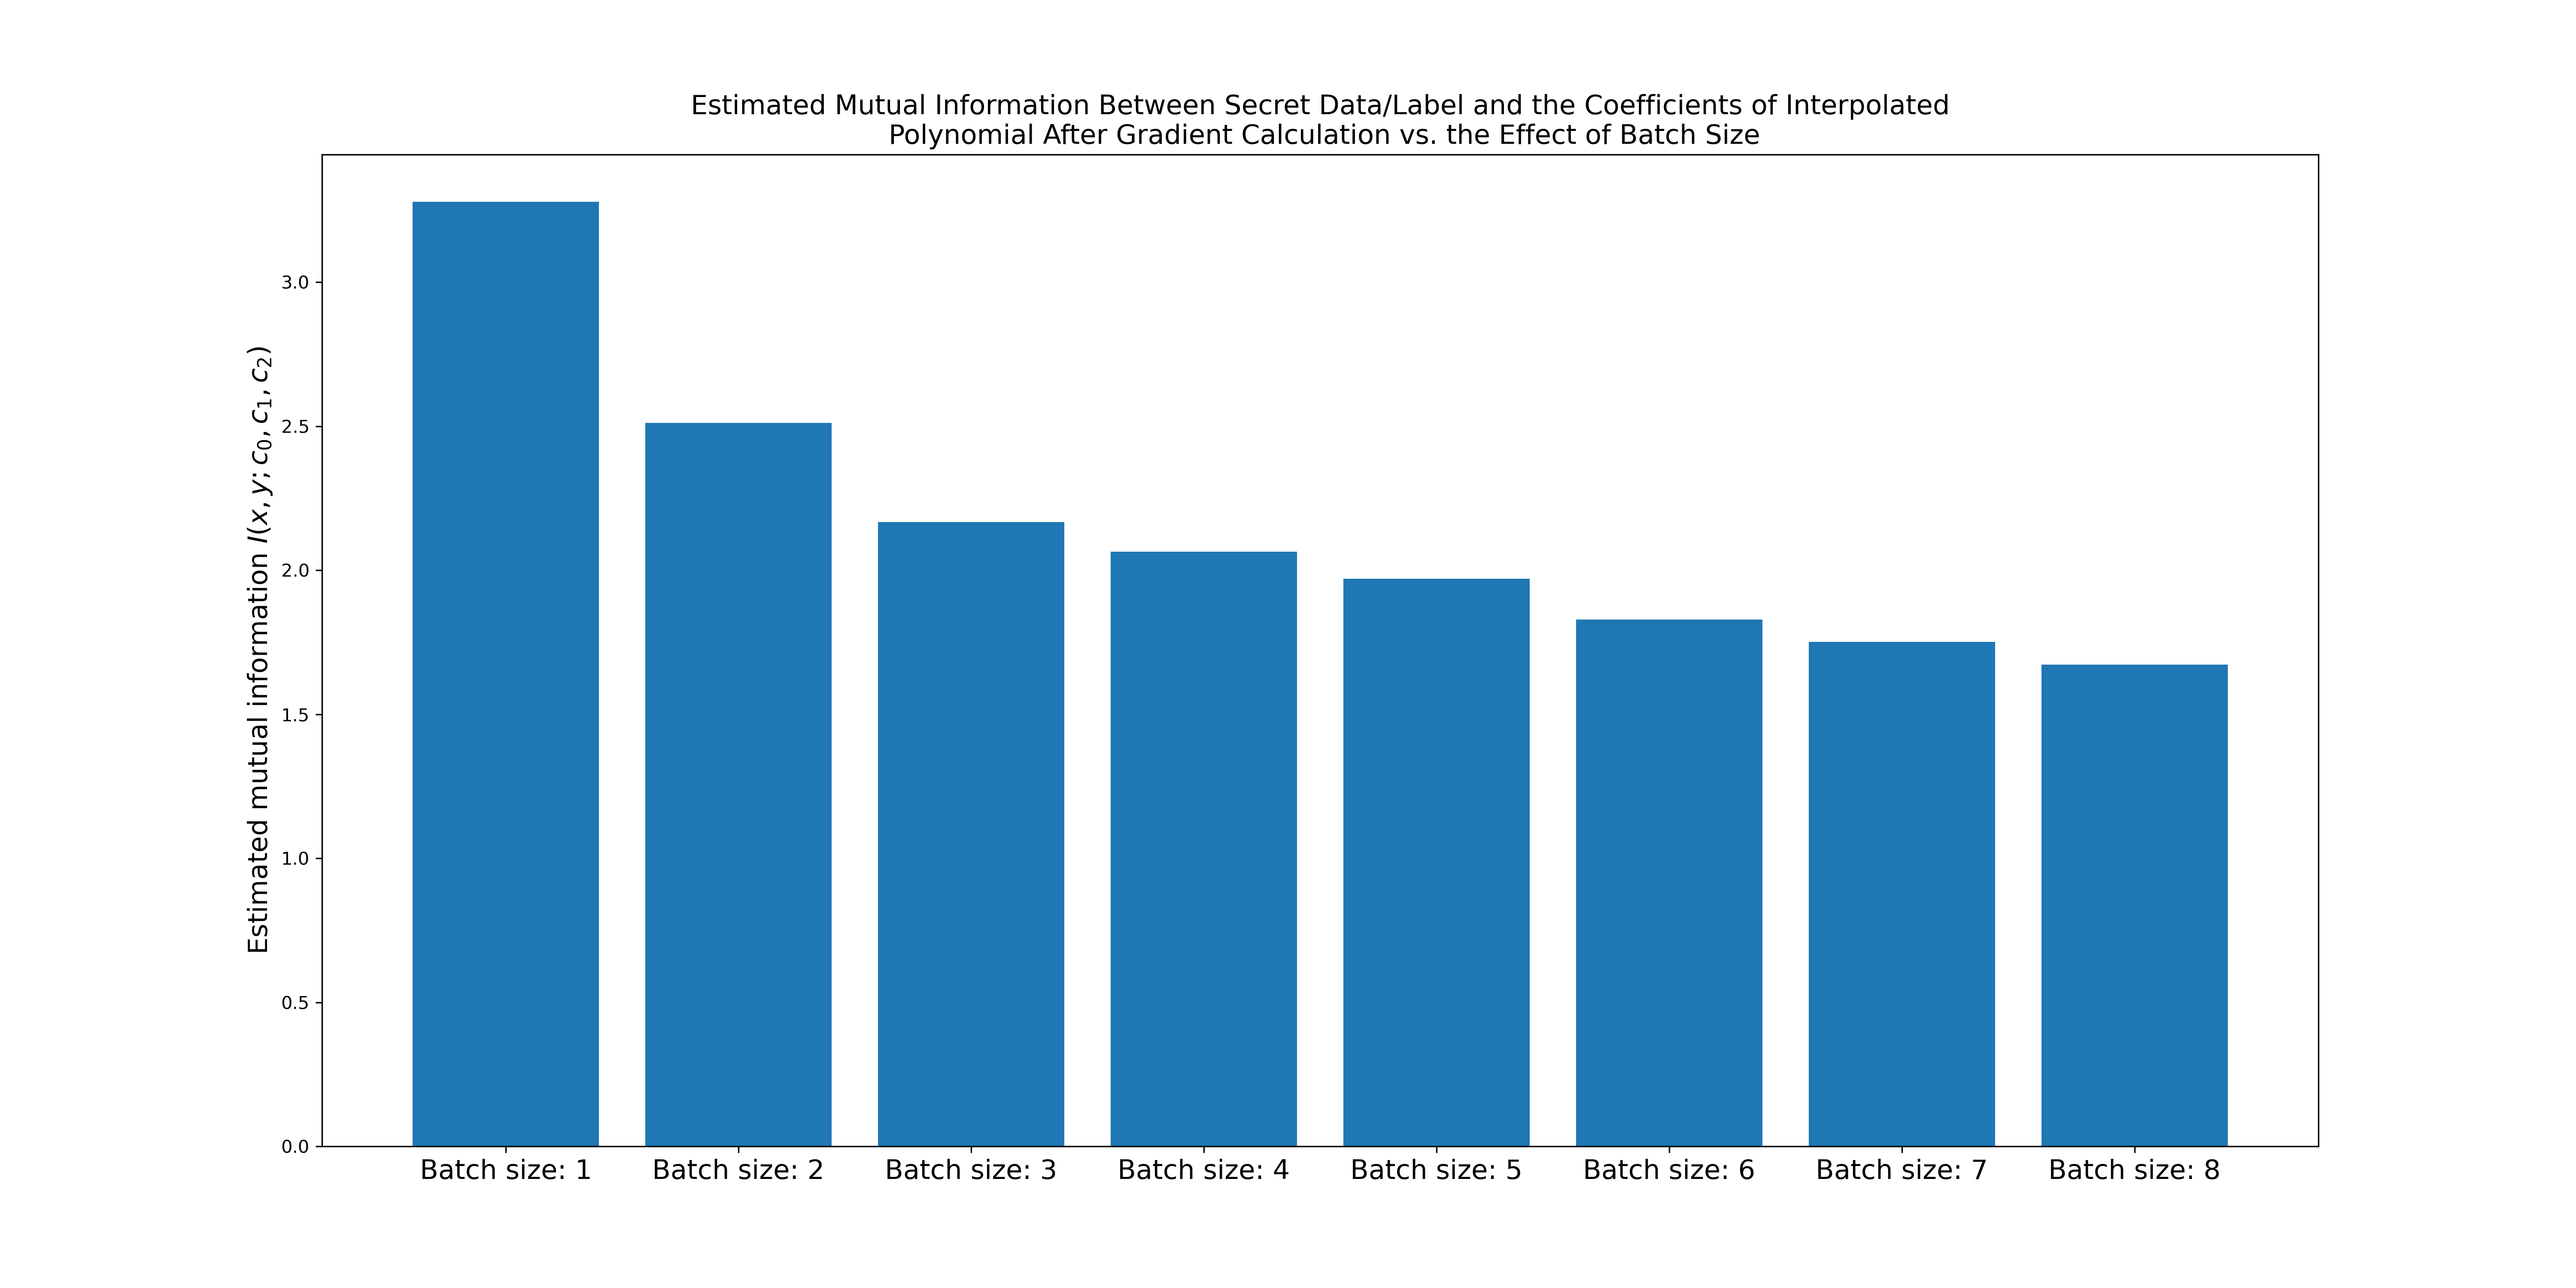 Estimated Mutual Information Between Secret Data/Label and the Coefficients of Interpolated
Polynomial After Gradient Calculation vs. the Effect of Batch Size
Estimated mutual information I(x, y; c₀, c₁, c₂)
3.0
2.5
2.0
1.5
1.0
0.5
0.0
Batch size: 1
Batch size: 2
Batch size: 3
Batch size: 4
Batch size: 5
Batch size: 6
Batch size: 7
Batch size: 8